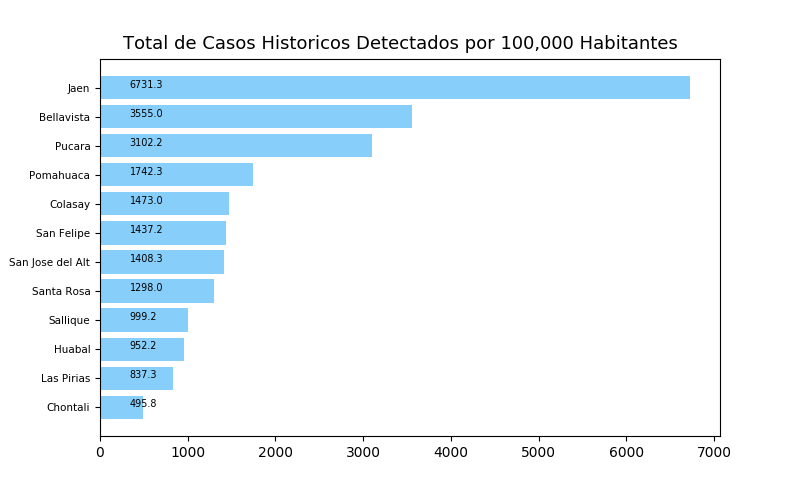 Total de Casos Historicos Detectados por 100,000 Habitantes
Jaen 6731.3
Bellavista 3555.0
Pucara 3102.2
Pomahuaca 1742.3
Colasay 1473.0
San Felipe 1437.2
San Jose del Alt 1408.3
Santa Rosa 1298.0
Sallique 999.2
Huabal 952.2
Las Pirias 837.3
Chontali 495.8
0 1000 2000 3000 4000 5000 6000 7000